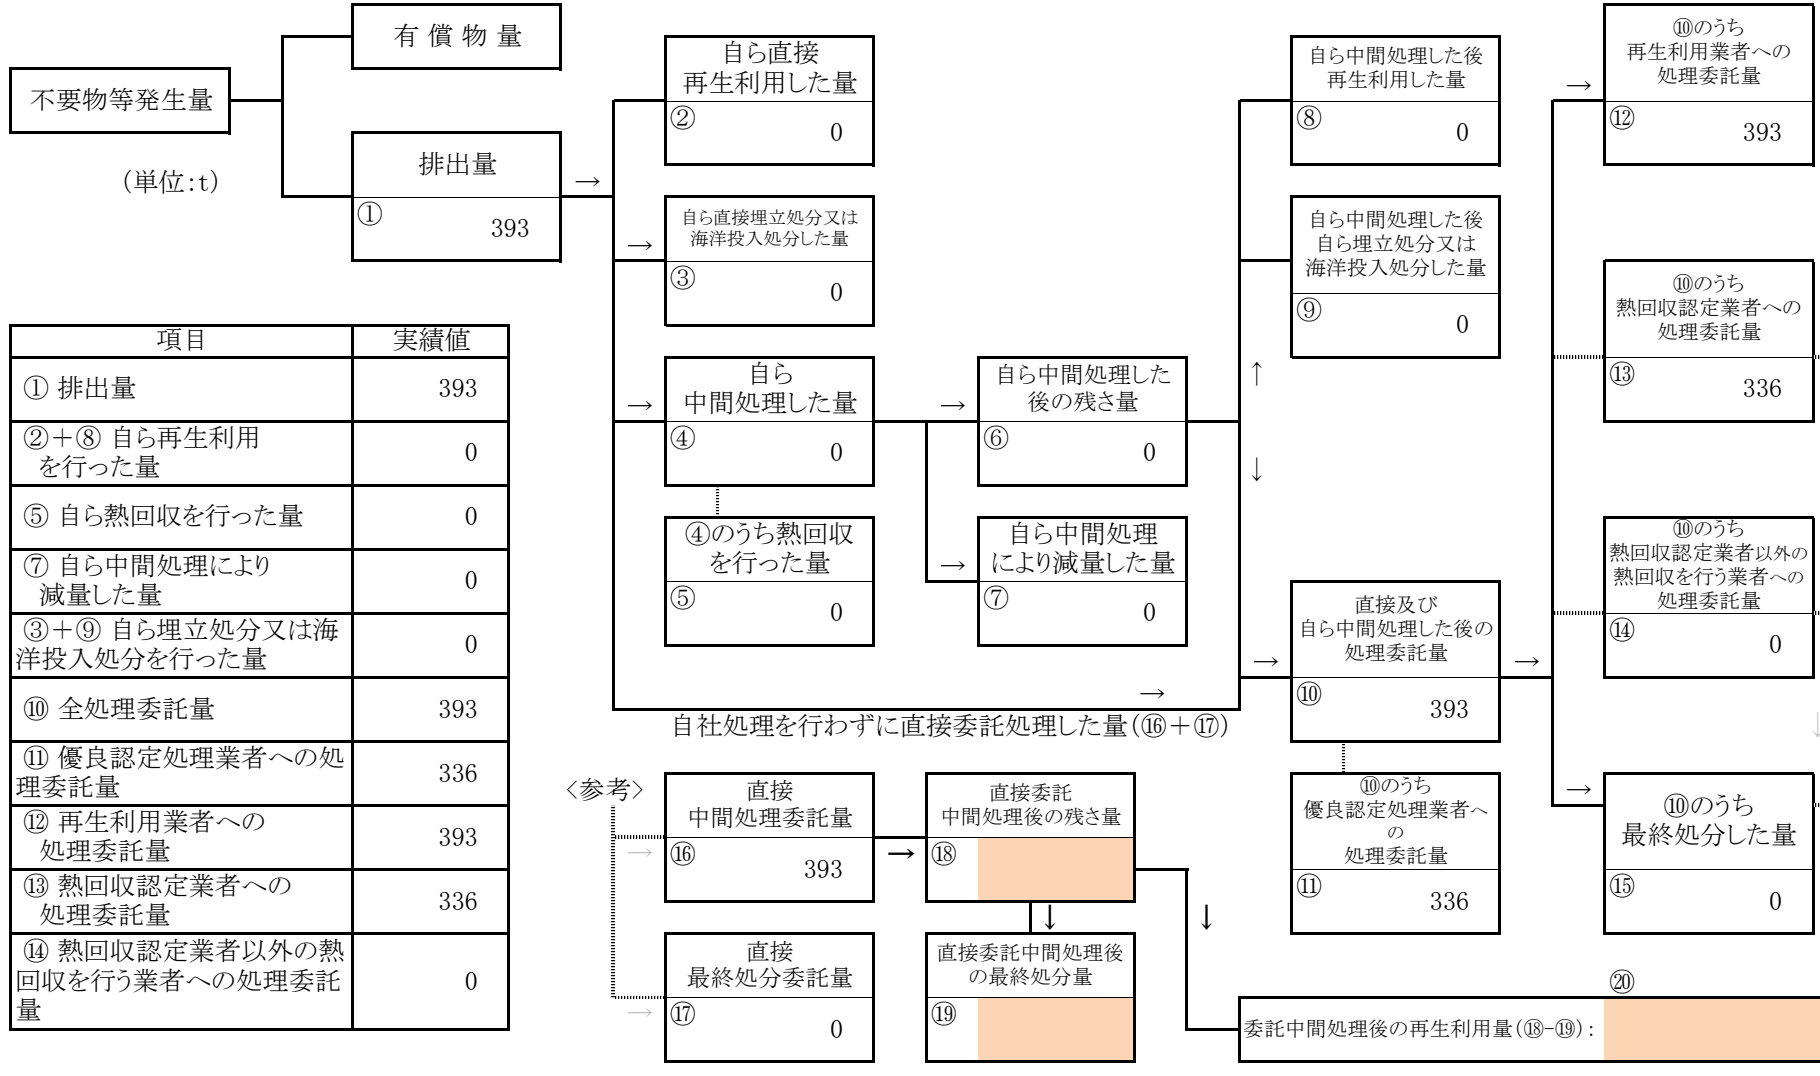 有 償 物 量
不要物等発生量
(単位:t)
排出量
①
393
→
自ら直接
再生利用した量
②
0
→
自ら直接埋立処分又は
海洋投入処分した量
③
0
→
自ら
中間処理した量
④
0
④のうち熱回収
を行った量
⑤
0
→
自ら中間処理した
後の残さ量
⑥
0
→
自ら中間処理
により減量した量
⑦
0
↑
↓
自ら中間処理した後
再生利用した量
⑧
0
自ら中間処理した後
自ら埋立処分又は
海洋投入処分した量
⑨
0
→
自社処理を行わずに直接委託処理した量(⑯+⑰)
→
直接及び
自ら中間処理した後の
処理委託量
⑩
393
⑩のうち
優良認定処理業者へ
の
処理委託量
⑪
336
→
→
⑩のうち
再生利用業者への
処理委託量
⑫
393
⑩のうち
熱回収認定業者への
処理委託量
⑬
336
⑩のうち
熱回収認定業者以外の
熱回収を行う業者への
処理委託量
⑭
0
↓
→
⑩のうち
最終処分した量
⑮
0
項目 実績値
① 排出量 393
②+⑧ 自ら再生利用
を行った量 0
⑤ 自ら熱回収を行った量 0
⑦ 自ら中間処理により
減量した量 0
③+⑨ 自ら埋立処分又は海
洋投入処分を行った量 0
⑩ 全処理委託量 393
⑪ 優良認定処理業者への処
理委託量 336
⑫ 再生利用業者への
処理委託量 393
⑬ 熱回収認定業者への
処理委託量 336
⑭ 熱回収認定業者以外の熱
回収を行う業者への処理委託
量 0
<参考>
→
直接
中間処理委託量
⑯
393
→
直接委託
中間処理後の残さ量
⑱
↓
↓
→
直接
最終処分委託量
⑰
0
直接委託中間処理後
の最終処分量
⑲
⑳
委託中間処理後の再生利用量(⑱-⑲):